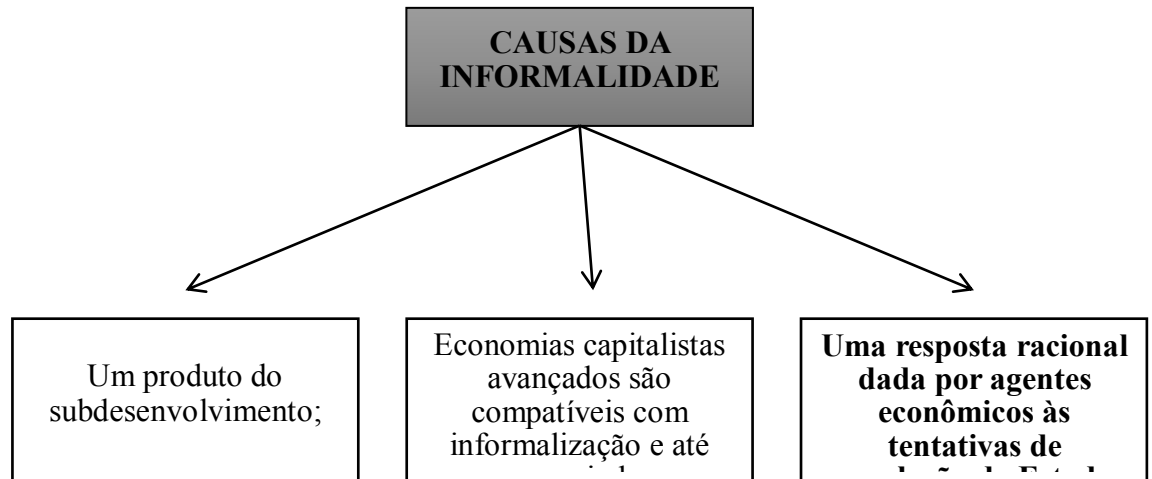 CAUSAS DA
INFORMALIDADE
Um produto do
subdesenvolvimento;
Economias capitalistas
avançados são
compatíveis com
informalização e até
Uma resposta racional
dada por agentes
econômicos às
tentativas de